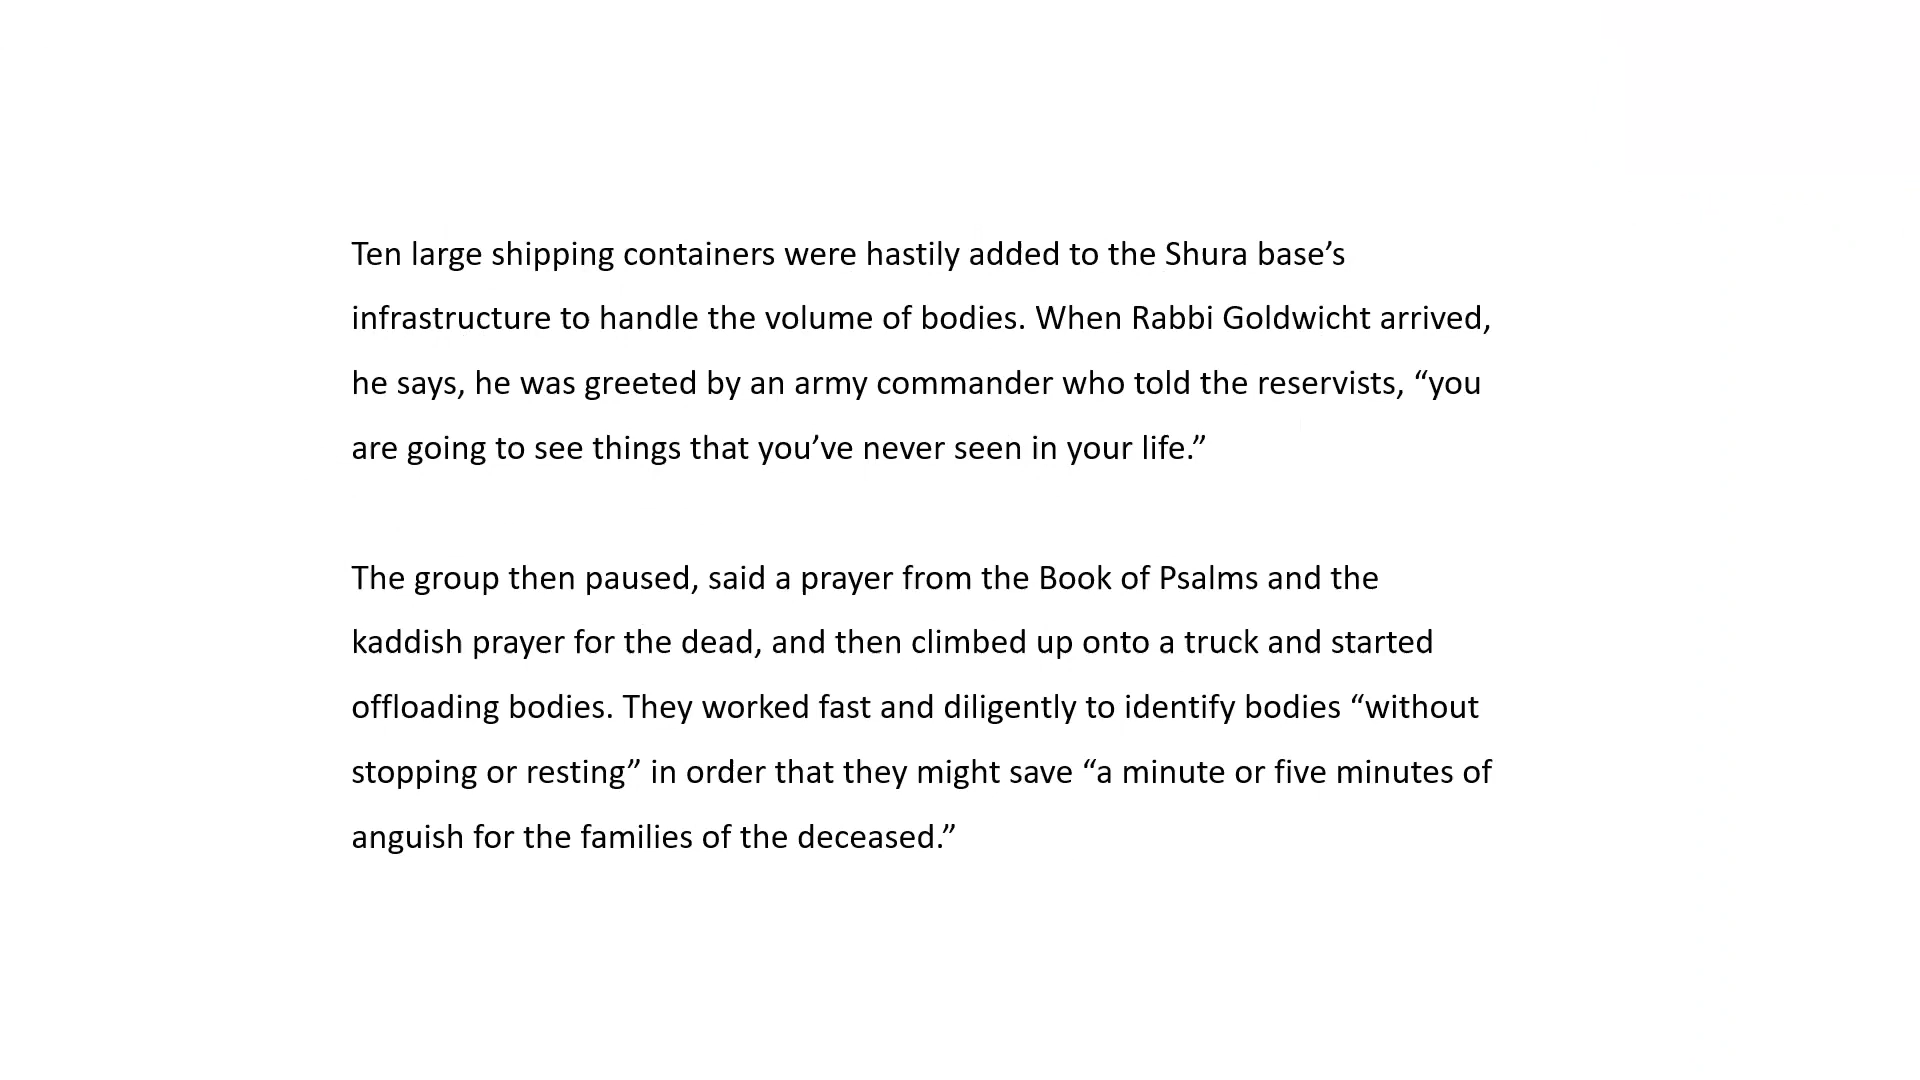 Ten large shipping containers were hastily added to the Shura base’s
infrastructure to handle the volume of bodies. When Rabbi Goldwicht arrived,
he says, he was greeted by an army commander who told the reservists, “you
are going to see things that you’ve never seen in your life.”
The group then paused, said a prayer from the Book of Psalms and the
kaddish prayer for the dead, and then climbed up onto a truck and started
offloading bodies. They worked fast and diligently to identify bodies “without
stopping or resting” in order that they might save “a minute or five minutes of
anguish for the families of the deceased.”